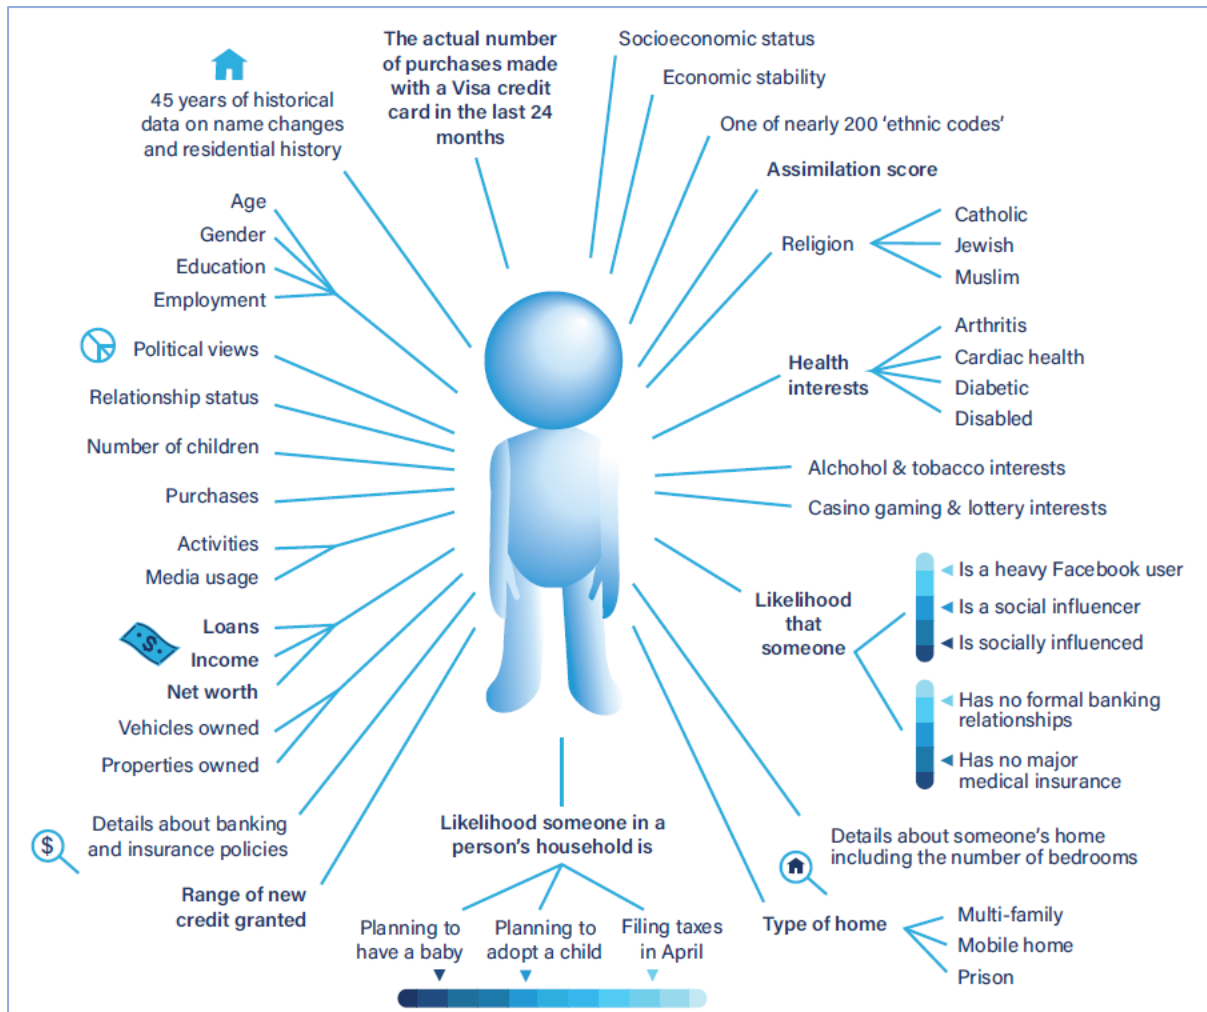 The actual number
of purchases made
with a Visa credit
card in the last 24
months
Socioeconomic status
Economic stability
One of nearly 200 ‘ethnic codes’
Assimilation score
Religion
Catholic
Jewish
Muslim
Health
interests
Arthritis
Cardiac health
Diabetic
Disabled
Alchohol & tobacco interests
Casino gaming & lottery interests
Likelihood
that
someone
Is a heavy Facebook user
Is a social influencer
Is socially influenced
Has no formal banking
relationships
Has no major
medical insurance
Details about someone’s home
including the number of bedrooms
Type of home
Multi-family
Mobile home
Prison
Likelihood someone in a
person’s household is
Planning to
have a baby
Planning to
adopt a child
Filing taxes
in April
45 years of historical
data on name changes
and residential history
Age
Gender
Education
Employment
Political views
Relationship status
Number of children
Purchases
Activities
Media usage
$
Loans
Income
Net worth
Vehicles owned
Properties owned
$
Details about banking
and insurance policies
Range of new
credit granted